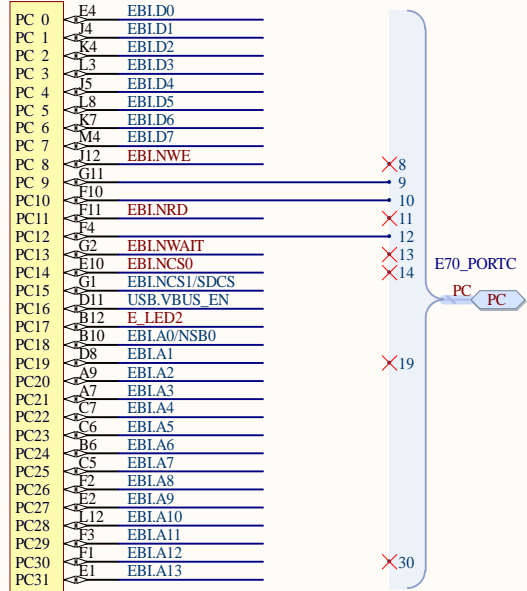 PC 0 E4 EBI.D0
PC 1 J4 EBI.D1
PC 2 K4 EBI.D2
PC 3 L3 EBI.D3
PC 4 J5 EBI.D4
PC 5 L8 EBI.D5
PC 6 K7 EBI.D6
PC 7 M4 EBI.D7
PC 8 J12 EBI.NWE 8
PC 9 G11 9
PC10 F10 10
PC11 F11 EBI.NRD 11
PC12 F4 12
PC13 G2 EBI.NWAIT 13
PC14 E10 EBI.NCS0 14
PC15 G1 EBI.NCS1/SDCS
PC16 D11 USB.VBUS_EN
PC17 B12 E_LED2
PC18 B10 EBI.A0/NSB0
PC19 D8 EBI.A1 19
PC20 A9 EBI.A2
PC21 A7 EBI.A3
PC22 C7 EBI.A4
PC23 C6 EBI.A5
PC24 B6 EBI.A6
PC25 C5 EBI.A7
PC26 F2 EBI.A8
PC27 E2 EBI.A9
PC28 L12 EBI.A10
PC29 F3 EBI.A11
PC30 F1 EBI.A12 30
PC31 E1 EBI.A13
E70_PORTC
PC PC